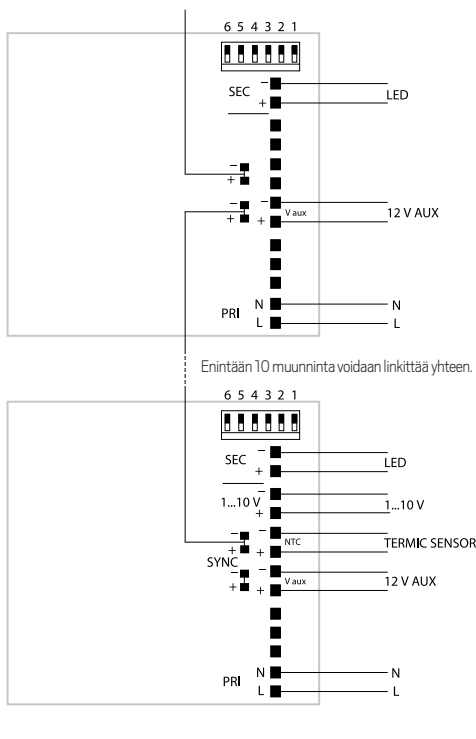 6 5 4 3 2 1
SEC
−
+
LED
−
+
−
+
−
+
V aux
12 V AUX
PRI
N
L
N
L
Enintään 10 muunninta voidaan linkittää yhteen.
6 5 4 3 2 1
SEC
−
+
LED
1...10 V
−
+
1...10 V
−
+
SYNC
−
+
NTC
TERMIC SENSOR
−
+
−
+
V aux
12 V AUX
PRI
N
L
N
L